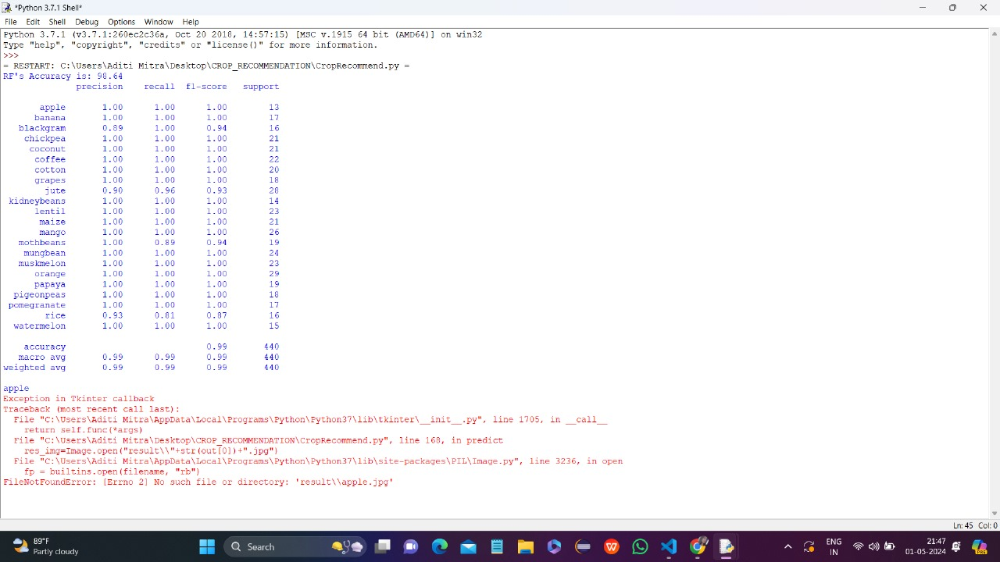 *Python 3.7.1 Shell*
File Edit Shell Debug Options Window Help
Python 3.7.1 (v3.7.1:260ec2c36a, Oct 20 2018, 14:57:15) [MSC v.1915 64 bit (AMD64)] on win32
Type "help", "copyright", "credits" or "license()" for more information.
>>>
= RESTART: C:\Users\Aditi Mitra\Desktop\CROP_RECOMMENDATION\CropRecommend.py =
RF's Accuracy is: 98.64
precision recall f1-score support
apple 1.00 1.00 1.00 13
banana 1.00 1.00 1.00 17
blackgram 0.89 1.00 0.94 16
chickpea 1.00 1.00 1.00 21
coconut 1.00 1.00 1.00 21
coffee 1.00 1.00 1.00 22
cotton 1.00 1.00 1.00 20
grapes 1.00 1.00 1.00 18
jute 0.90 0.96 0.93 28
kidneybeans 1.00 1.00 1.00 14
lentil 1.00 1.00 1.00 23
maize 1.00 1.00 1.00 21
mango 1.00 1.00 1.00 26
mothbeans 1.00 0.89 0.94 19
mungbean 1.00 1.00 1.00 24
muskmelon 1.00 1.00 1.00 23
orange 1.00 1.00 1.00 29
papaya 1.00 1.00 1.00 19
pigeonpeas 1.00 1.00 1.00 18
pomegranate 1.00 1.00 1.00 17
rice 0.93 0.81 0.87 16
watermelon 1.00 1.00 1.00 15
accuracy 0.99 440
macro avg 0.99 0.99 0.99 440
weighted avg 0.99 0.99 0.99 440
apple
Exception in Tkinter callback
Traceback (most recent call last):
File "C:\Users\Aditi Mitra\AppData\Local\Programs\Python\Python37\lib\tkinter\__init__.py", line 1705, in __call__
return self.func(*args)
File "C:\Users\Aditi Mitra\Desktop\CROP_RECOMMENDATION\CropRecommend.py", line 168, in predict
res_img=Image.open("result\\"+str(out[0])+".jpg")
File "C:\Users\Aditi Mitra\AppData\Local\Programs\Python\Python37\lib\site-packages\PIL\Image.py", line 3236, in open
fp = builtins.open(filename, "rb")
FileNotFoundError: [Errno 2] No such file or directory: 'result\\apple.jpg'
Ln: 45 Col: 0
89°F
Partly cloudy
Search
ENG
IN
21:47
01-05-2024
PRE